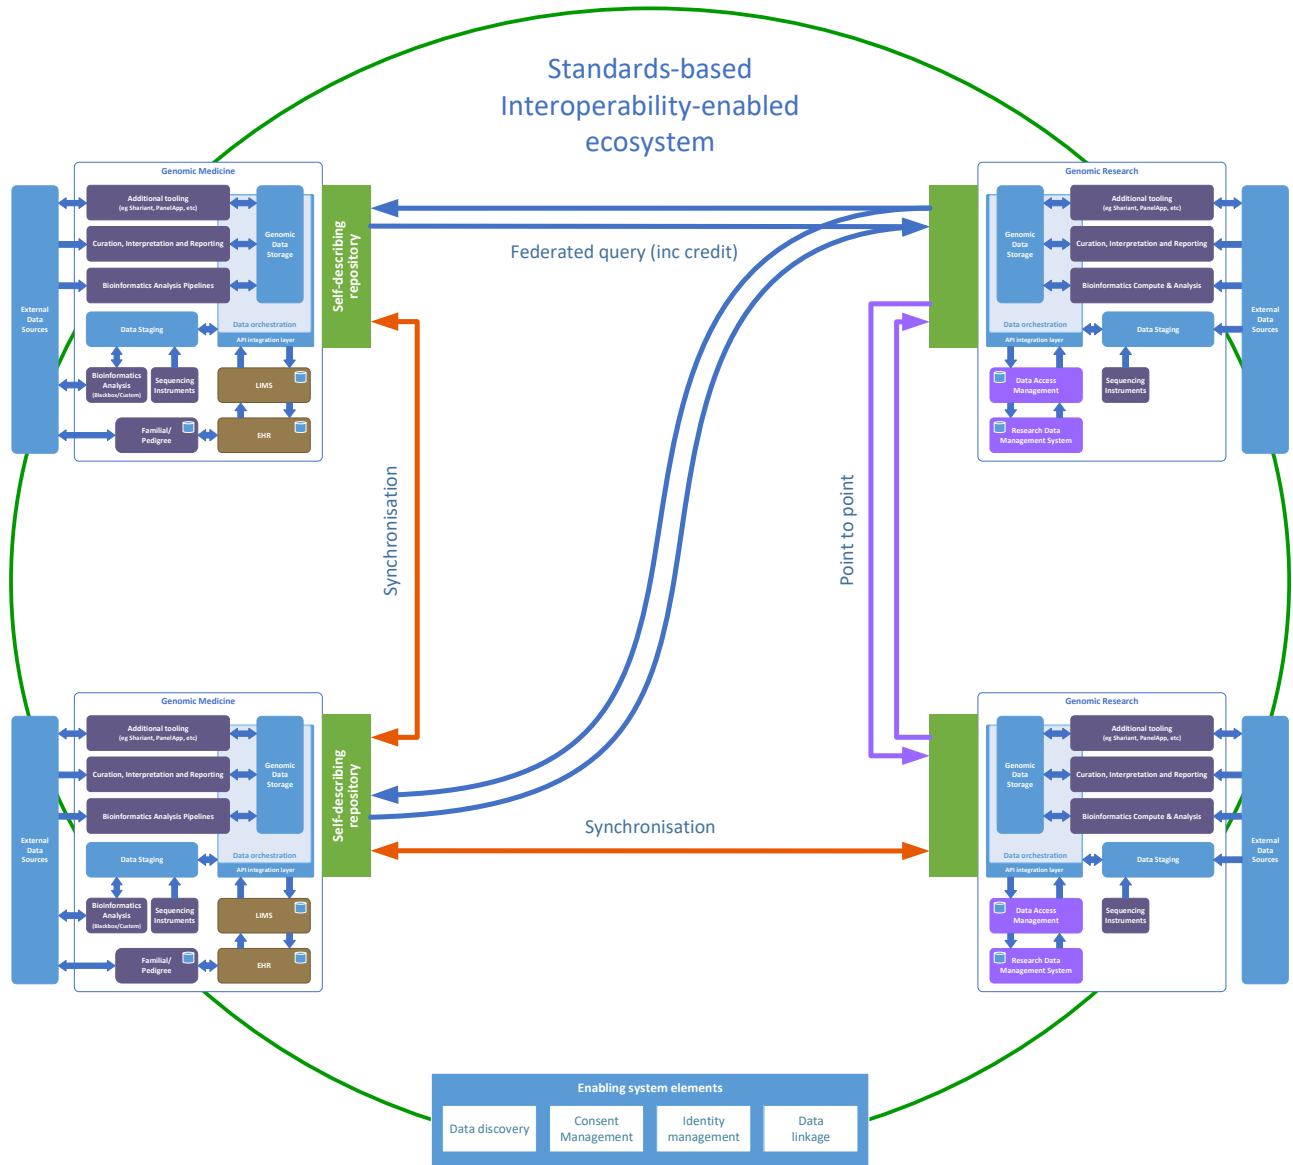 Standards-based
Interoperability-enabled
ecosystem
Genomic Medicine
External
Data
Sources
Additional tooling
(eg Shariant, PanelApp, etc)
Curation, Interpretation and Reporting
Bioinformatics Analysis Pipelines
Genomic
Data
Storage
Data Staging
Data orchestration
API integration layer
Bioinformatics
Analysis
(Blackbox/Custom)
Sequencing
Instruments
LIMS
Familial/
Pedigree
EHR
Self-describing
repository
Federated query (inc credit)
Genomic Research
Genomic
Data
Storage
Additional tooling
(eg Shariant, PanelApp, etc)
Curation, Interpretation and Reporting
Bioinformatics Compute & Analysis
Data orchestration
API integration layer
Data Staging
Data Access
Management
Sequencing
Instruments
Research Data
Management System
External
Data
Sources
Synchronisation
Point to point
Genomic Medicine
External
Data
Sources
Additional tooling
(eg Shariant, PanelApp, etc)
Curation, Interpretation and Reporting
Bioinformatics Analysis Pipelines
Genomic
Data
Storage
Data Staging
Data orchestration
API integration layer
Bioinformatics
Analysis
(Blackbox/Custom)
Sequencing
Instruments
LIMS
Familial/
Pedigree
EHR
Self-describing
repository
Synchronisation
Genomic Research
Genomic
Data
Storage
Additional tooling
(eg Shariant, PanelApp, etc)
Curation, Interpretation and Reporting
Bioinformatics Compute & Analysis
Data orchestration
API integration layer
Data Staging
Data Access
Management
Sequencing
Instruments
Research Data
Management System
External
Data
Sources
Enabling system elements
Data discovery
Consent
Management
Identity
management
Data
linkage